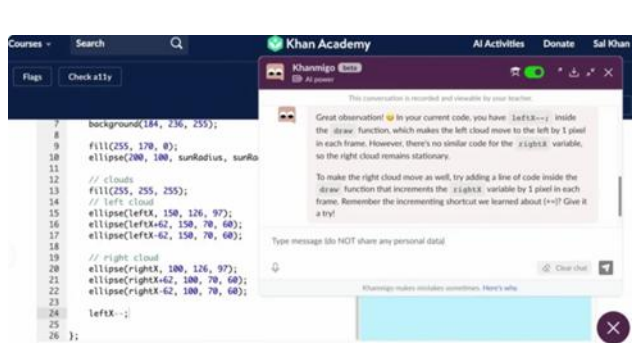 Courses Search Khan Academy AI Activities Donate Sal Khan
Flags Check a11y
Khanmigo beta
AI power
This conversation is recorded and viewable by your teacher.
Great observation! 😉 In your current code, you have leftX--; inside
the draw function, which makes the left cloud move to the left by 1 pixel
in each frame. However, there's no similar code for the rightX variable,
so the right cloud remains stationary.
To make the right cloud move as well, try adding a line of code inside the
draw function that increments the rightX variable by 1 pixel in each
frame. Remember the incrementing shortcut we learned about (++)? Give it
a try!
Type message (do NOT share any personal data)
Clear chat
Khanmigo makes mistakes sometimes. Here's why.
7 background(184, 236, 255);
8
9 fill(255, 170, 0);
10 ellipse(200, 100, sunRadius, sunRa
11
12 // clouds
13 fill(255, 255, 255);
14 // left cloud
15 ellipse(leftX, 150, 126, 97);
16 ellipse(leftX+62, 150, 70, 60);
17 ellipse(leftX-62, 150, 70, 60);
18
19 // right cloud
20 ellipse(rightX, 100, 126, 97);
21 ellipse(rightX+62, 100, 70, 60);
22 ellipse(rightX-62, 100, 70, 60);
23
24 leftX--;
25
26 };